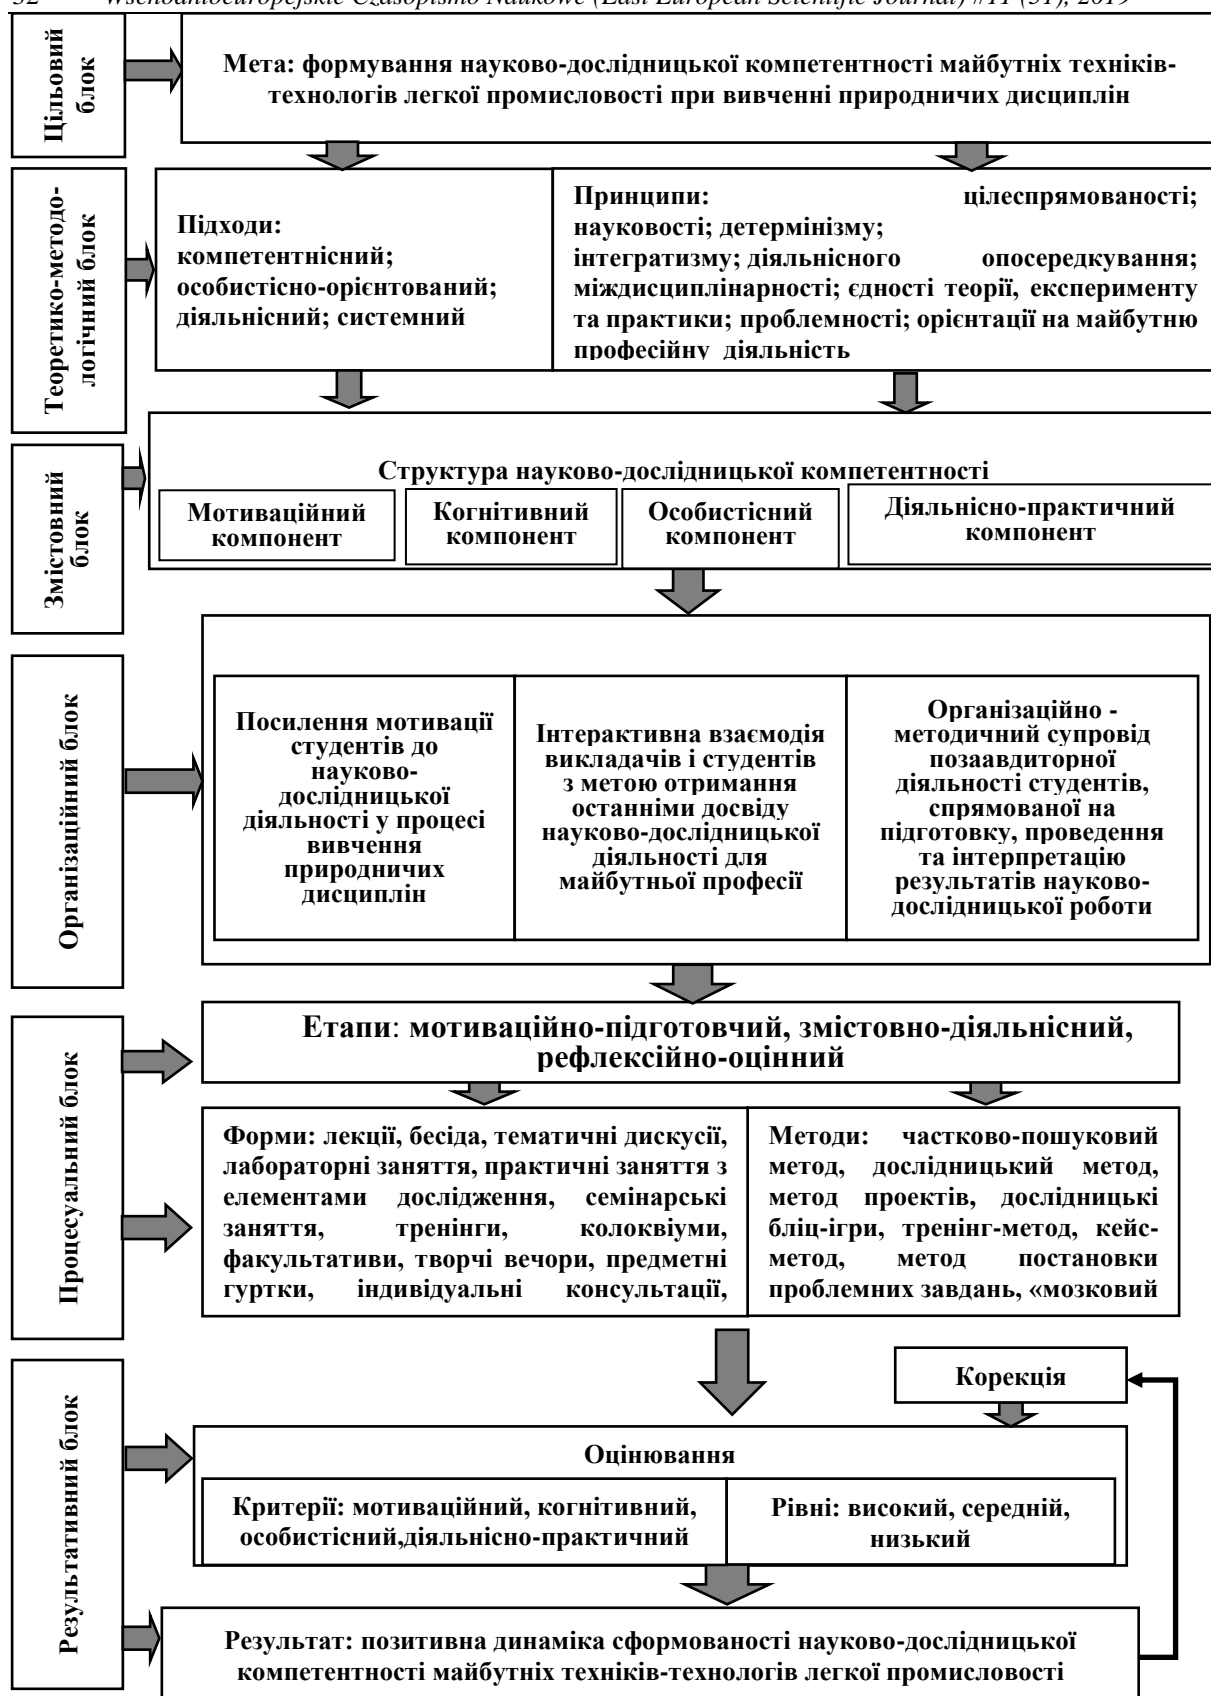 32 Wschodnioeuropejskie Czasopismo Naukowe (East European Scientific Journal) #11 (51), 2019
Цільовий
блок
Мета: формування науково-дослідницької компетентності майбутніх техніків-
технологів легкої промисловості при вивченні природничих дисциплін
Теоретико-методо-
логічний блок
Підходи:
компетентнісний;
особистісно-орієнтований;
діяльнісний; системний
Принципи: цілеспрямованості;
науковості; детермінізму;
інтегратизму; діяльнісного опосередкування;
міждисциплінарності; єдності теорії, експерименту
та практики; проблемності; орієнтації на майбутню
професійну діяльність
Змістовний
блок
Структура науково-дослідницької компетентності
Мотиваційний
компонент
Когнітивний
компонент
Особистісний
компонент
Діяльнісно-практичний
компонент
Організаційний блок
Посилення мотивації
студентів до
науково-
дослідницької
діяльності у процесі
вивчення
природничих
дисциплін
Інтерактивна взаємодія
викладачів і студентів
з метою отримання
останніми досвіду
науково-дослідницької
діяльності для
майбутньої професії
Організаційно -
методичний супровід
позаавдиторної
діяльності студентів,
спрямованої на
підготовку, проведення
та інтерпретацію
результатів науково-
дослідницької роботи
Процесуальний блок
Етапи: мотиваційно-підготовчий, змістовно-діяльнісний,
рефлексійно-оцінний
Форми: лекції, бесіда, тематичні дискусії,
лабораторні заняття, практичні заняття з
елементами дослідження, семінарські
заняття, тренінги, колоквіуми,
факультативи, творчі вечори, предметні
гуртки, індивідуальні консультації,
Методи: частково-пошуковий
метод, дослідницький метод,
метод проектів, дослідницькі
бліц-ігри, тренінг-метод, кейс-
метод, метод постановки
проблемних завдань, «мозковий
Результативний блок
Корекція
Оцінювання
Критерії: мотиваційний, когнітивний,
особистісний,діяльнісно-практичний
Рівні: високий, середній,
низький
Результат: позитивна динаміка сформованості науково-дослідницької
компетентності майбутніх техніків-технологів легкої промисловості